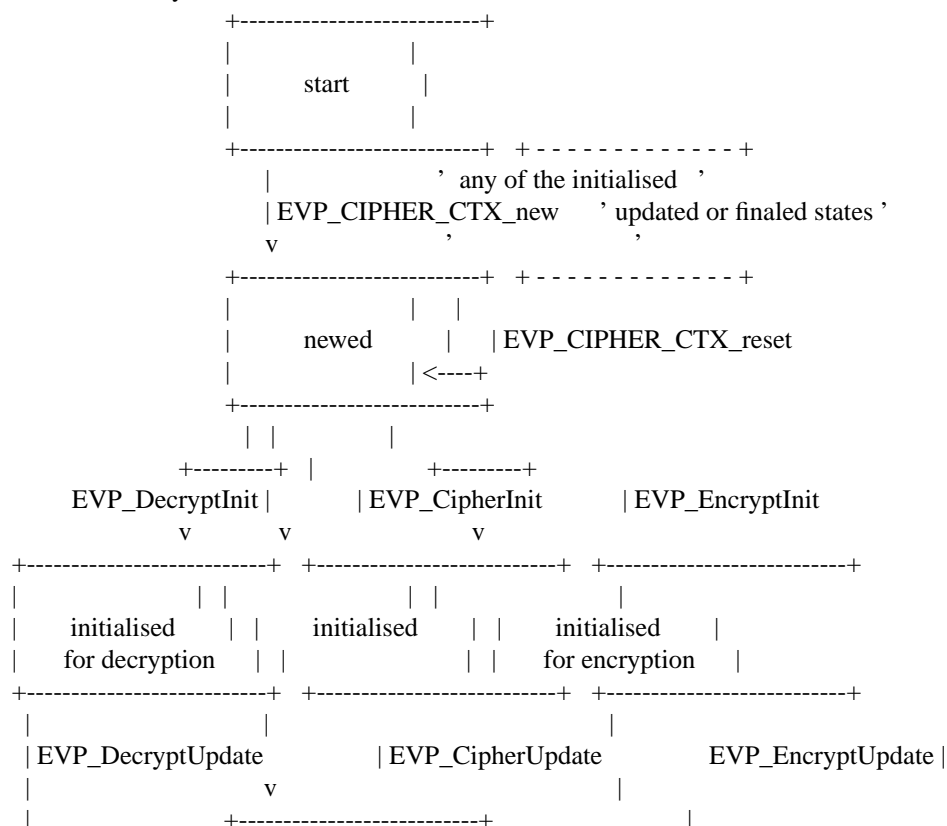 +---------------------------+
|                           |
|           start           |
|                           |
+---------------------------+   + - - - - - - - - - - - - - +
|   ' any of the initialised '
| EVP_CIPHER_CTX_new   ' updated or finaled states '
v   '   '
+---------------------------+   + - - - - - - - - - - - - - +
|   |   |
|   newed   |   | EVP_CIPHER_CTX_reset
|   | <----+
+---------------------------+
|   |   |
+---------+   |   +---------+
EVP_DecryptInit |   | EVP_CipherInit   | EVP_EncryptInit
v   v   v
+---------------------------+   +---------------------------+   +---------------------------+
|   |   |   |   |   |
|   initialised   |   |   initialised   |   |   initialised   |
|   for decryption   |   |   |   |   for encryption   |
+---------------------------+   +---------------------------+   +---------------------------+
|   |   |
| EVP_DecryptUpdate   | EVP_CipherUpdate   EVP_EncryptUpdate |
|   v   |
|   +---------------------------+   |